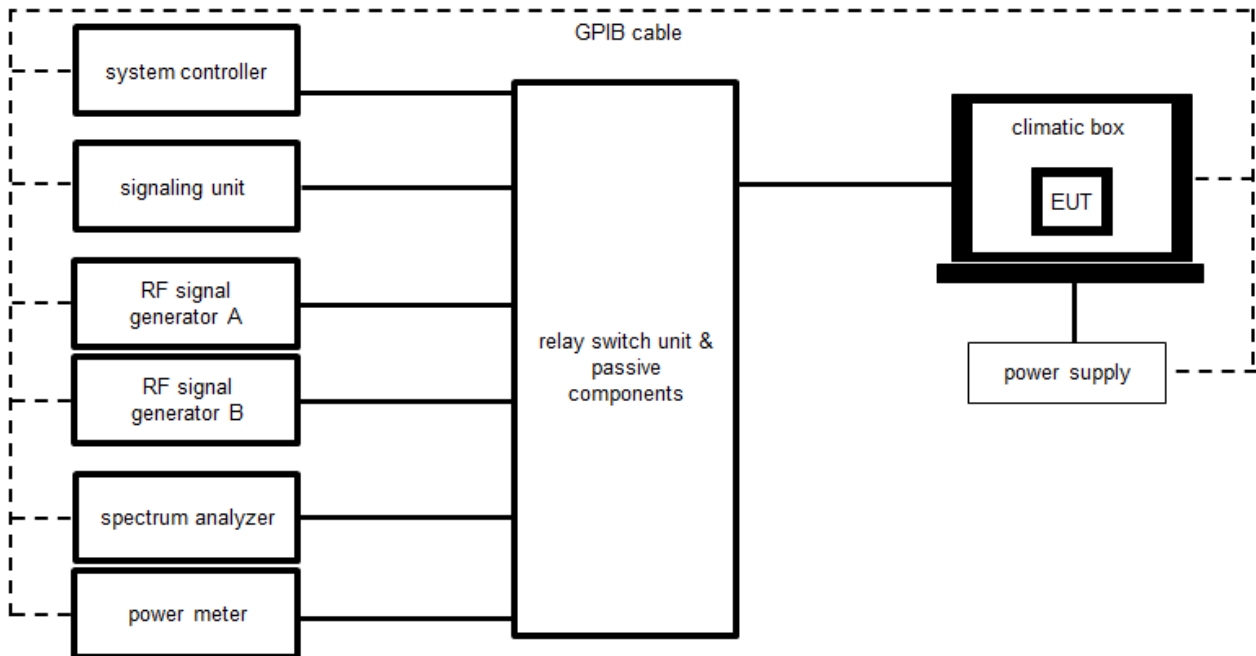 GPIB cable
system controller
signaling unit
RF signal
generator A
RF signal
generator B
spectrum analyzer
power meter
relay switch unit &
passive
components
climatic box
EUT
power supply